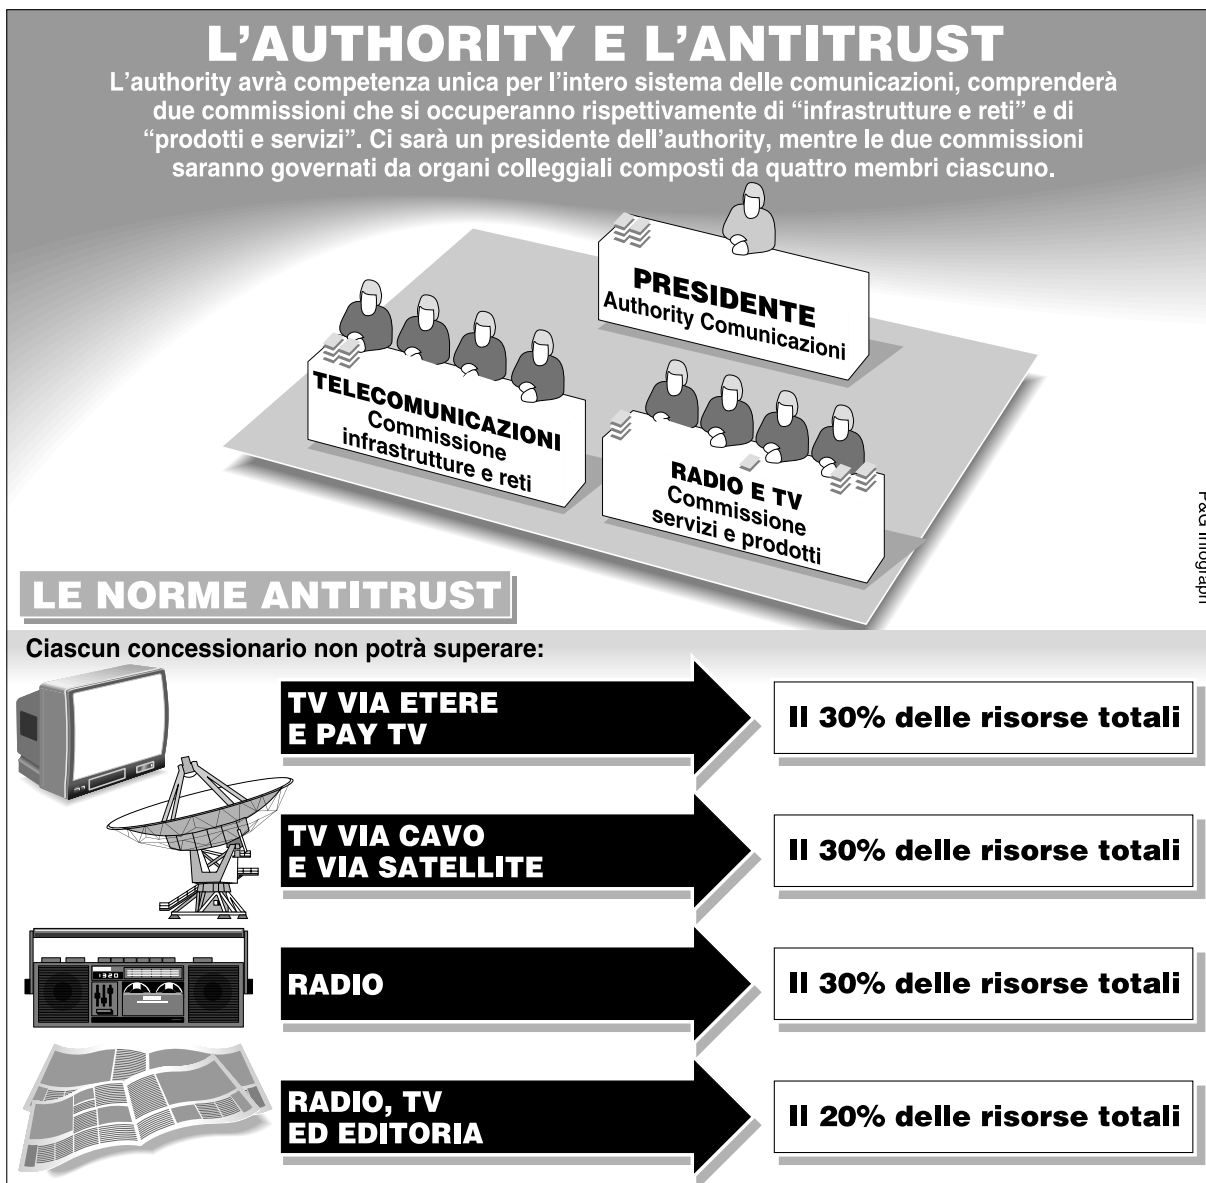 L'AUTHORITY E L'ANTITRUST
L'authority avrà competenza unica per l'intero sistema delle comunicazioni, comprenderà
due commissioni che si occuperanno rispettivamente di “infrastrutture e reti” e di
“prodotti e servizi”. Ci sarà un presidente dell'authority, mentre le due commissioni
saranno governati da organi colleggiali composti da quattro membri ciascuno.
PRESIDENTE
Authority Comunicazioni
TELECOMUNICAZIONI
Commissione
infrastrutture e reti
RADIO E TV
Commissione
servizi e prodotti
P&G Infograph
LE NORME ANTITRUST
Ciascun concessionario non potrà superare:
TV VIA ETERE
E PAY TV
Il 30% delle risorse totali
TV VIA CAVO
E VIA SATELLITE
Il 30% delle risorse totali
1320
RADIO
Il 30% delle risorse totali
RADIO, TV
ED EDITORIA
Il 20% delle risorse totali